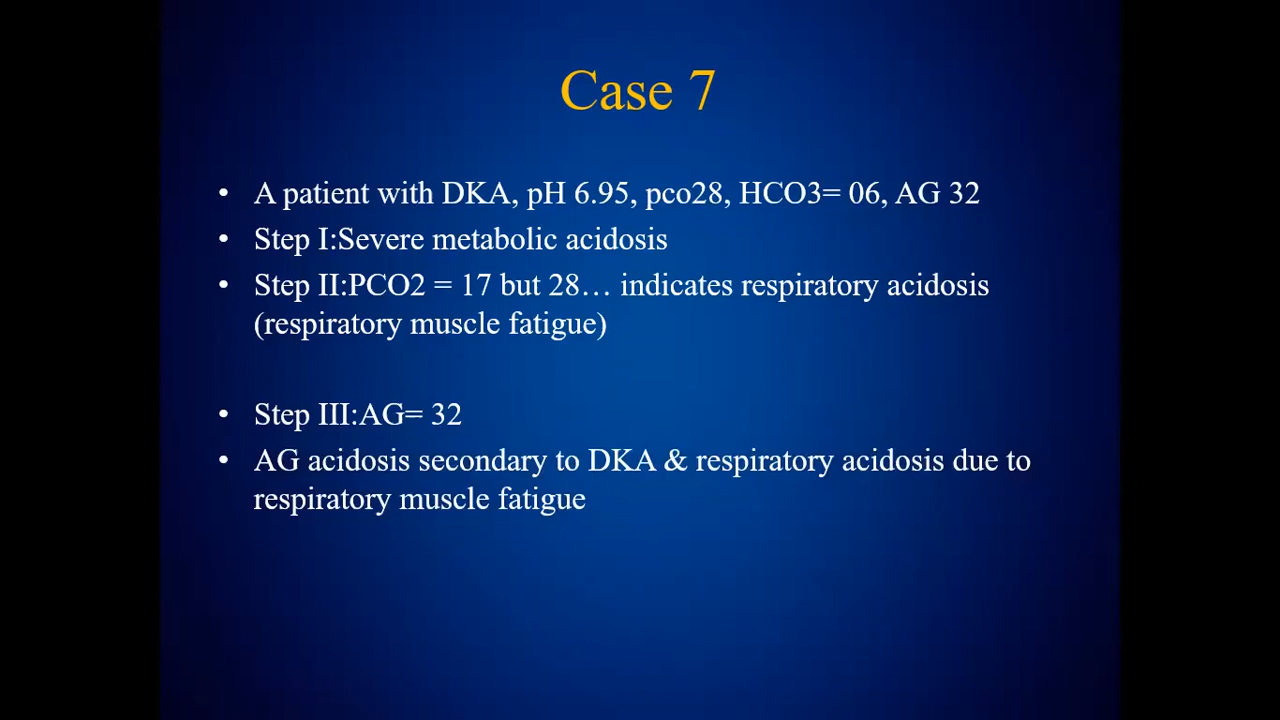 Case 7
• A patient with DKA, pH 6.95, pco28, HCO3= 06, AG 32
• Step I:Severe metabolic acidosis
• Step II:PCO2 = 17 but 28… indicates respiratory acidosis
(respiratory muscle fatigue)
• Step III:AG= 32
• AG acidosis secondary to DKA & respiratory acidosis due to
respiratory muscle fatigue